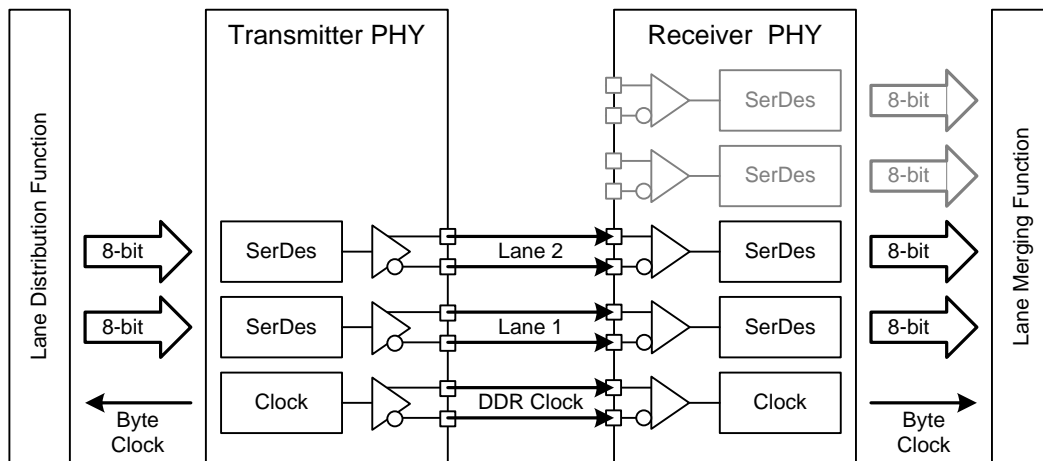 Transmitter PHY
Receiver PHY
SerDes
8-bit
SerDes
8-bit
Lane Distribution Function
8-bit
SerDes
Lane 2
SerDes
8-bit
Lane Merging Function
8-bit
SerDes
Lane 1
SerDes
8-bit
Byte
Clock
Clock
DDR Clock
Clock
Byte
Clock